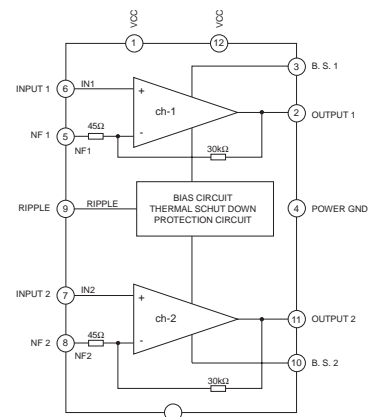 VCC
VCC
1
12
3
B. S. 1
INPUT 1
6
IN1
+
ch-1
2
OUTPUT 1
NF 1
5
45Ω
-
NF1
30kΩ
BIAS CIRCUIT
THERMAL SCHUT DOWN
PROTECTION CIRCUIT
RIPPLE
9
RIPPLE
4
POWER GND
INPUT 2
7
IN2
+
ch-2
11
OUTPUT 2
NF 2
8
45Ω
-
NF2
10
B. S. 2
30kΩ